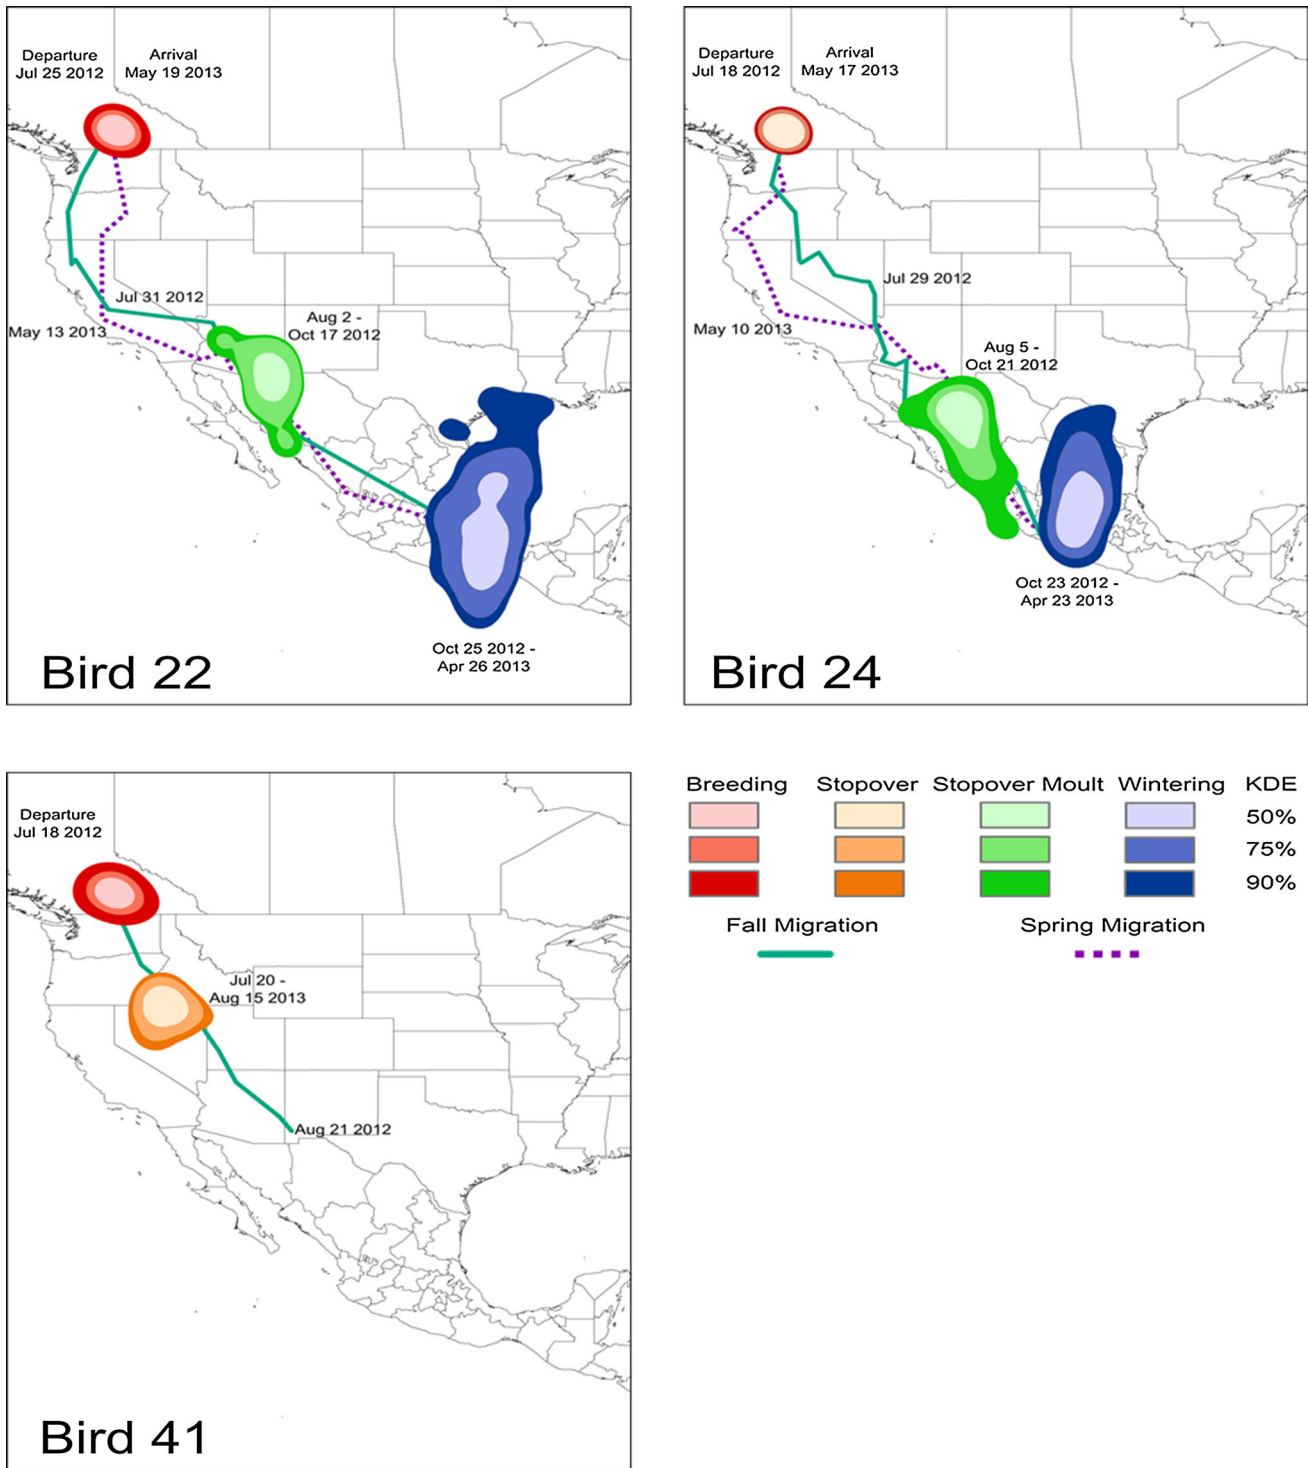 Departure
Jul 25 2012
Arrival
May 19 2013
Jul 31 2012
May 13 2013
Aug 2 -
Oct 17 2012
Oct 25 2012 -
Apr 26 2013
Bird 22
Departure
Jul 18 2012
Arrival
May 17 2013
Jul 29 2012
May 10 2013
Aug 5 -
Oct 21 2012
Oct 23 2012 -
Apr 23 2013
Bird 24
Departure
Jul 18 2012
Jul 20 -
Aug 15 2013
Aug 21 2012
Bird 41
Breeding Stopover Stopover Moult Wintering KDE
50%
75%
90%
Fall Migration Spring Migration